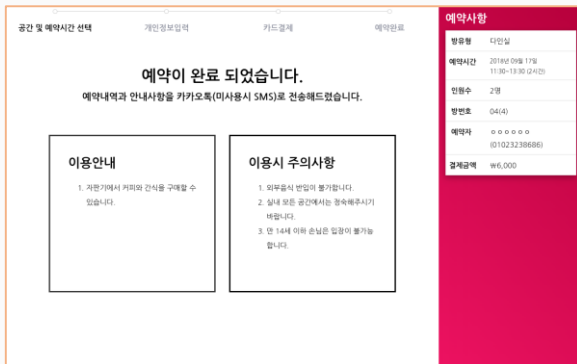 공간 및 예약시간 선택
개인정보입력
카드결제
예약완료
예약이 완료 되었습니다.
예약내역과 안내사항을 카카오톡(미사용시 SMS)로 전송해드렸습니다.
이용안내
1. 자판기에서 커피와 간식을 구매할 수
있습니다.
이용시 주의사항
1. 외부음식 반입이 불가합니다.
2. 실내 모든 공간에서는 정숙해주시기
바랍니다.
3. 만 14세 이하 손님은 입장이 불가능
합니다.
예약사항
방유형 다인실
예약시간 2016년 09월 17일
11:30~13:30 (2시간)
인원수 2명
방번호 04(4)
예약자 ㅇㅇㅇㅇㅇㅇ
(01023238686)
결제금액 ₩6,000